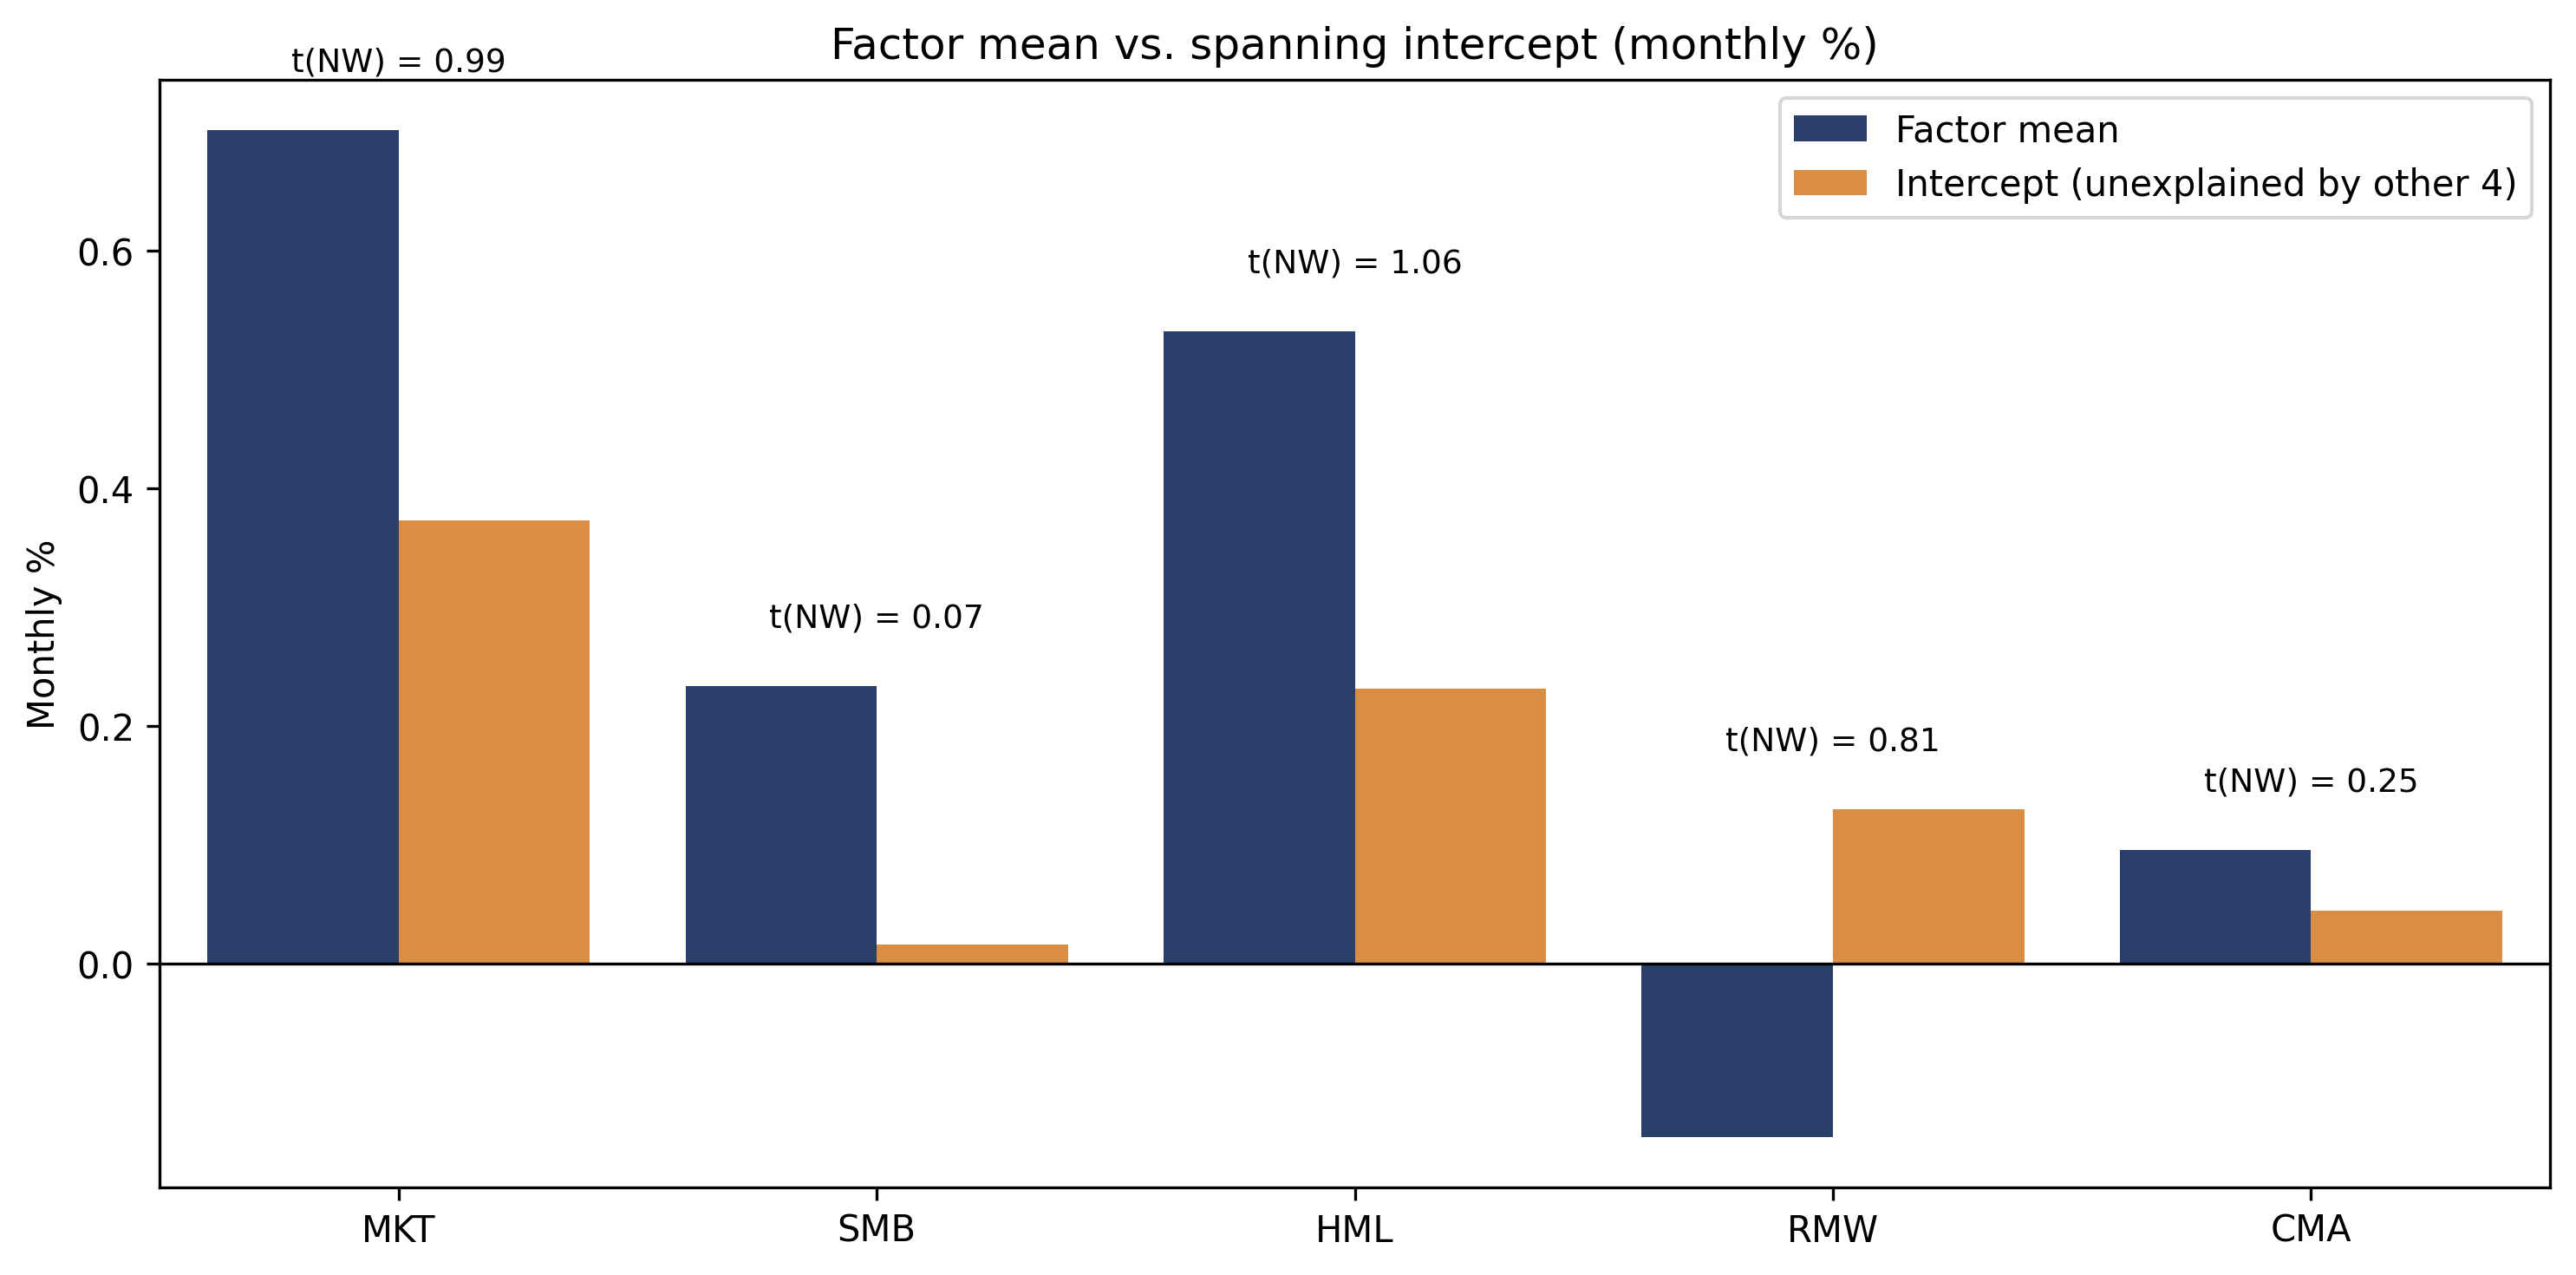 Factor mean vs. spanning intercept (monthly %)
t(NW) = 0.99
Factor mean
Intercept (unexplained by other 4)
t(NW) = 1.06
t(NW) = 0.07
t(NW) = 0.81
t(NW) = 0.25
Monthly %
0.6
0.4
0.2
0.0
MKT
SMB
HML
RMW
CMA